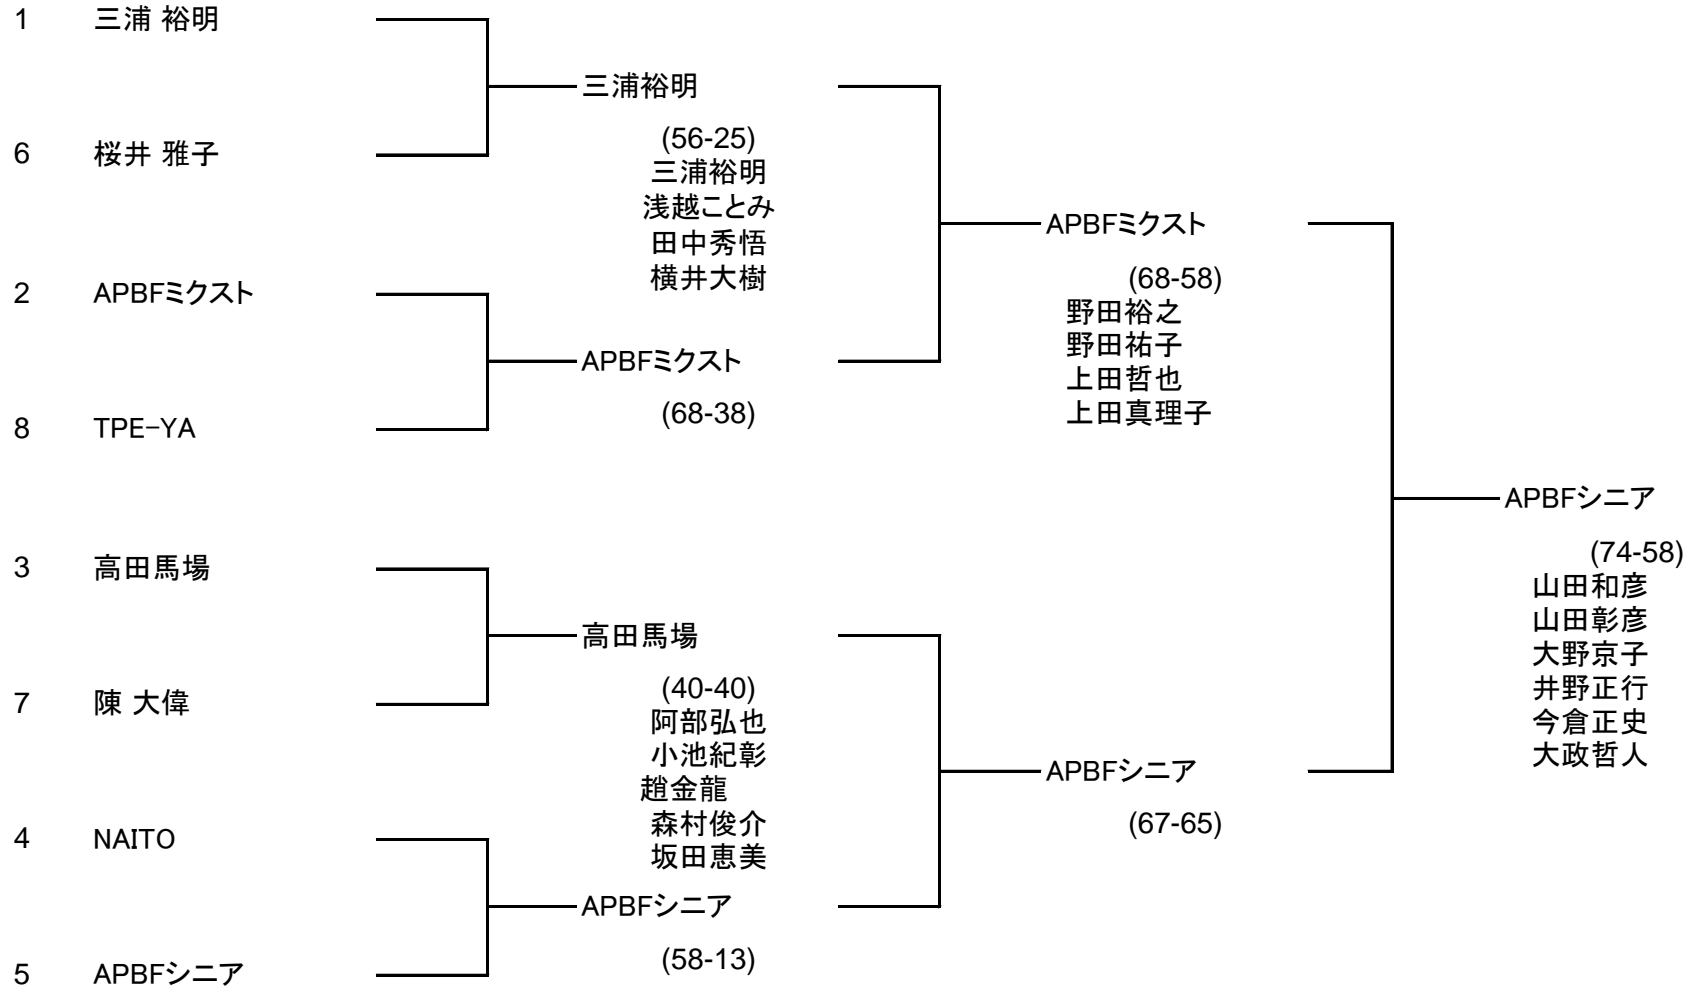 1 三浦 裕明
6 桜井 雅子
2 APBFミクスト
8 TPE-YA
3 高田馬場
7 陳 大偉
4 NAITO
5 APBFシニア
三浦裕明
(56-25)
三浦裕明
浅越ことみ
田中秀悟
横井大樹
APBFミクスト
(68-38)
高田馬場
(40-40)
阿部弘也
小池紀彰
趙金龍
森村俊介
坂田恵美
APBFシニア
(58-13)
APBFミクスト
(68-58)
野田裕之
野田祐子
上田哲也
上田真理子
APBFシニア
(67-65)
APBFシニア
(74-58)
山田和彦
山田彰彦
大野京子
井野正行
今倉正史
大政哲人